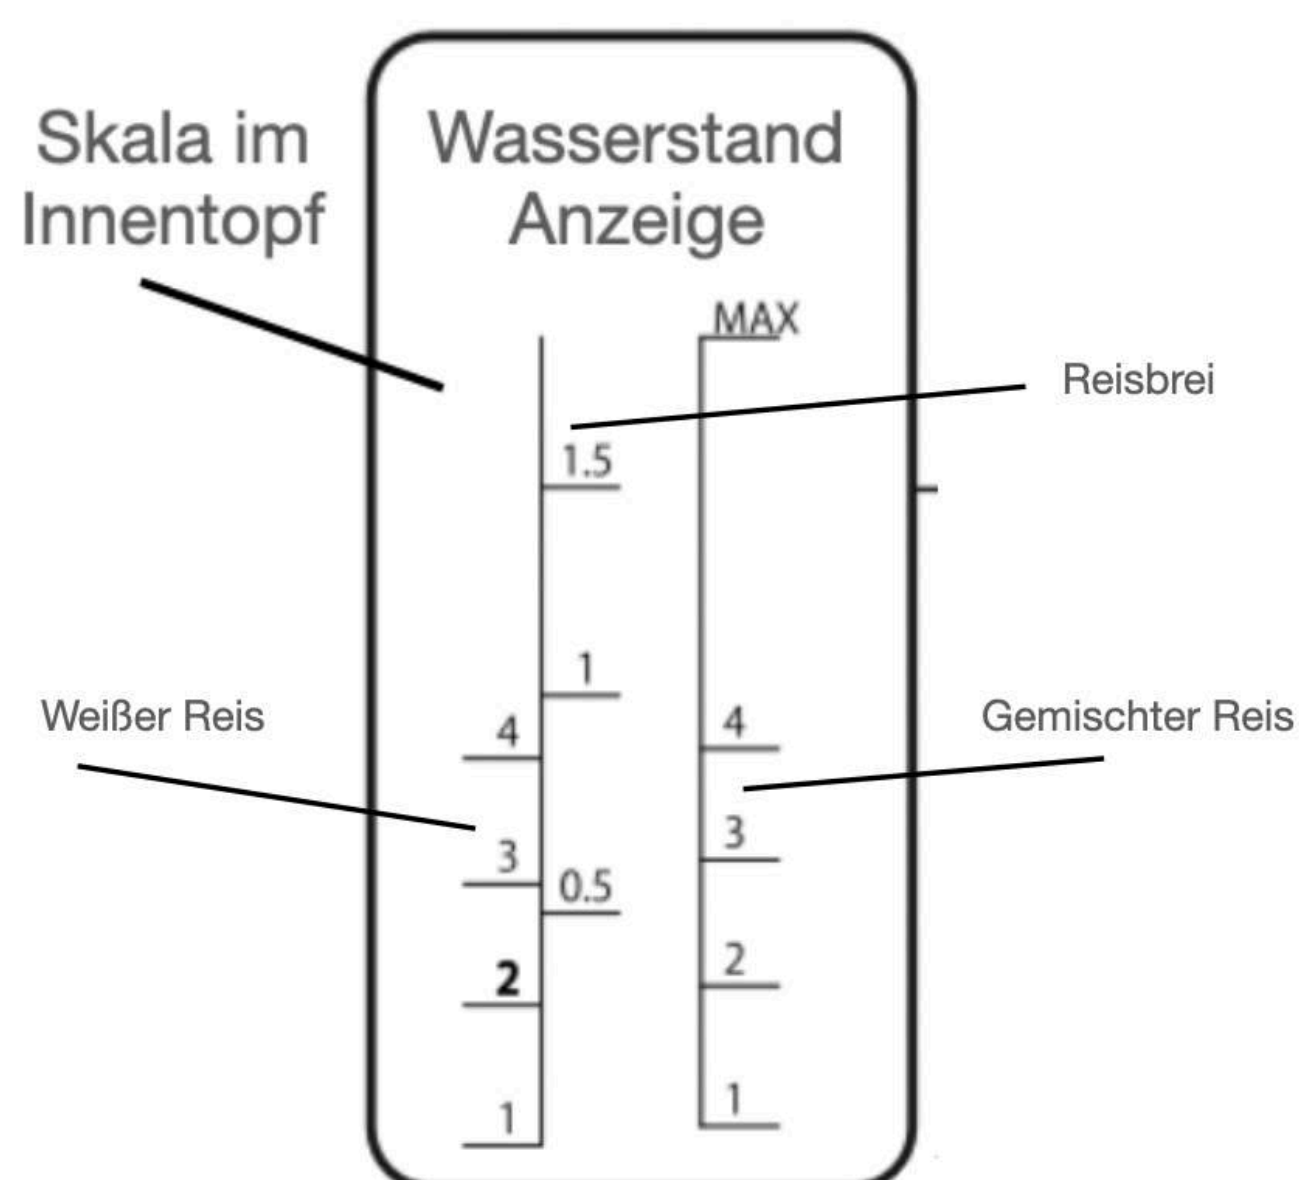 Skala im
Innentopf
Wasserstand
Anzeige
MAX
Reisbrei
1.5
1
Weißer Reis
4
4
Gemischter Reis
3
3
0.5
2
2
1
1